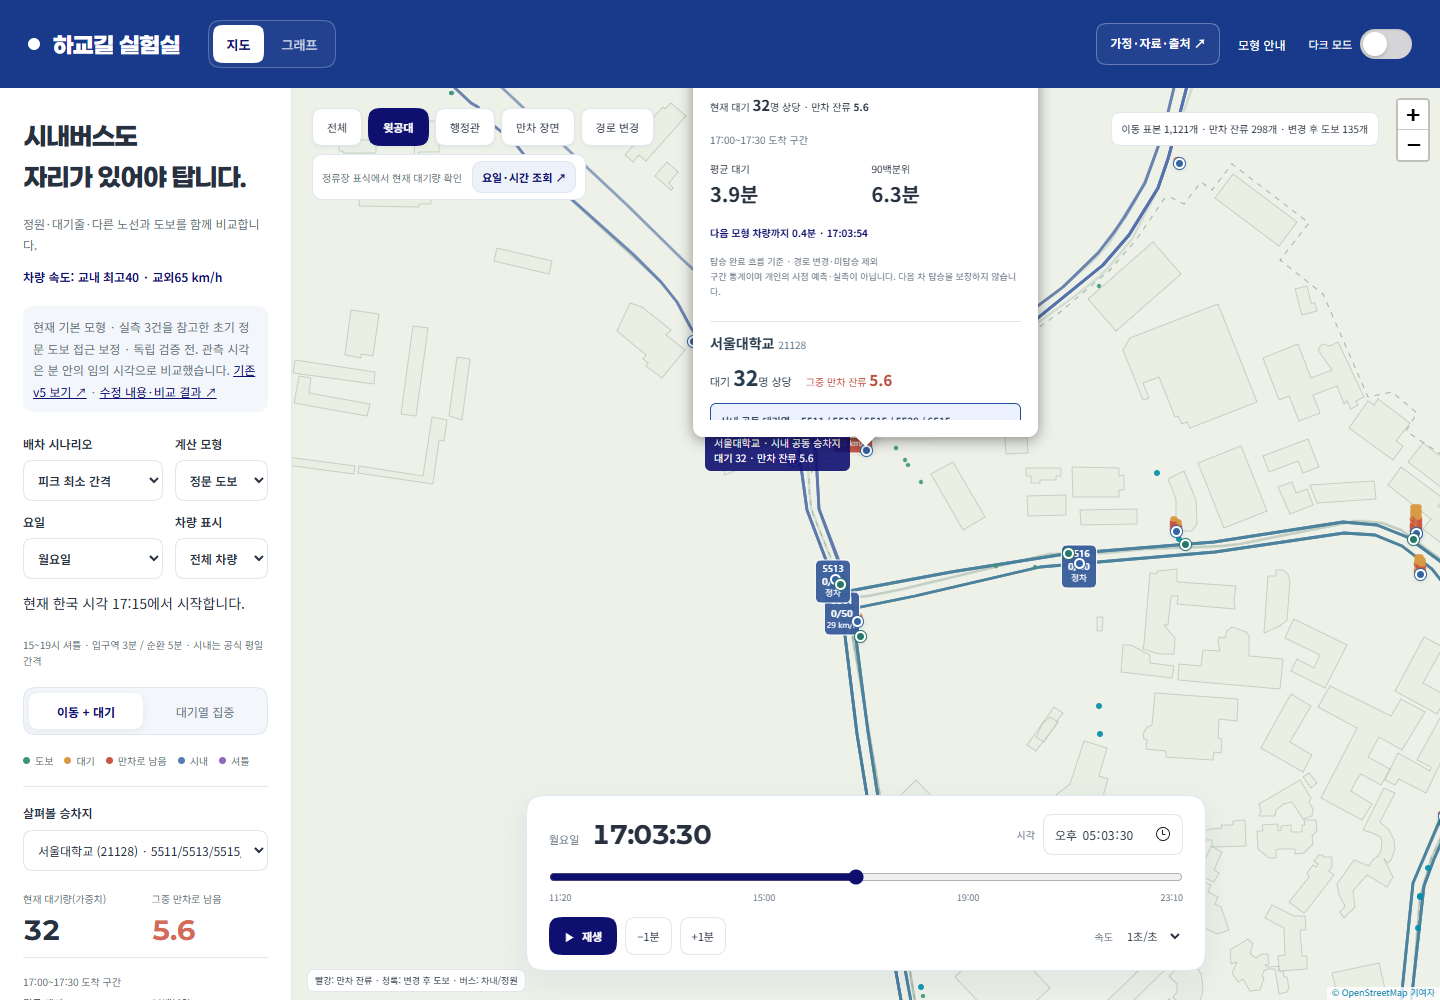 하교길 실험실
지도
그래프
가정·자료·출처 ↗
모형 안내
다크 모드
시내버스도
자리가 있어야 탑니다.
정원·대기줄·다른 노선과 도보를 함께 비교합니
다.
차량 속도: 교내 최고40 · 교외65 km/h
현재 기본 모형 · 실측 3건을 참고한 초기 정
문 도보 접근 보정 · 독립 검증 전. 관측 시각
은 분 안의 임의 시각으로 비교했습니다. 기존
v5 보기 ↗ · 수정 내용·비교 결과 ↗
배차 시나리오
계산 모형
피크 최소 간격
정문 도보
요일
차량 표시
월요일
전체 차량
현재 한국 시각 17:15에서 시작합니다.
15~19시 셔틀 · 입구역 3분 / 순환 5분 · 시내는 공식 평일
간격
이동 + 대기
대기열 집중
도보
대기
만차로 남음
시내
셔틀
살펴볼 승차지
서울대학교 (21128) · 5511/5513/5515,
현재 대기량(가중치)
그중 만차로 남음
32
5.6
17:00~17:30 도착 구간
전체
윗공대
행정관
만차 장면
경로 변경
정류장 표식에서 현재 대기량 확인
요일·시간 조회 ↗
이동 표본 1,121개 · 만차 잔류 298개 · 변경 후 도보 135개
+
−
현재 대기 32명 상당 · 만차 잔류 5.6
17:00~17:30 도착 구간
평균 대기
90백분위
3.9분
6.3분
다음 모형 차량까지 0.4분 · 17:03:54
탑승 완료 흐름 기준 · 경로 변경·미탑승 제외
구간 통계이며 개인의 시점 예측·실측이 아닙니다. 다음 차 탑승을 보장하지 않습니
다.
서울대학교 21128
대기 32명 상당
그중 만차 잔류 5.6
서울대학교 · 시내 공동 승차지
대기 32 · 만차 잔류 5.6
5513
정차
0/50
29 km/
정차
월요일
17:03:30
시각
오후 05:03:30
11:20
15:00
19:00
23:10
▶ 재생
−1분
+1분
속도
1초/초
빨강: 만차 잔류 · 청록: 변경 후 도보 · 버스: 차내/정원
© OpenStreetMap 기여자